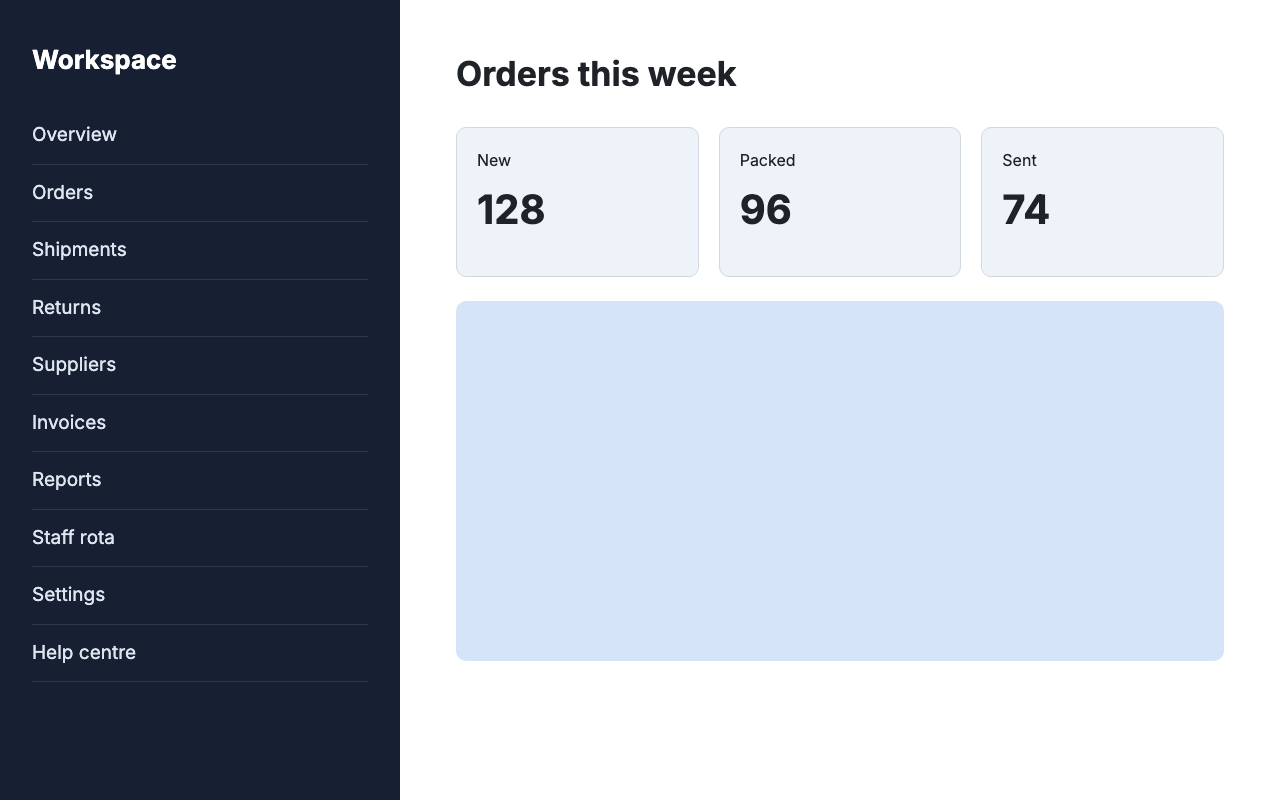 Workspace
Overview
Orders
Shipments
Returns
Suppliers
Invoices
Reports
Staff rota
Settings
Help centre
Orders this week
New
128
Packed
96
Sent
74